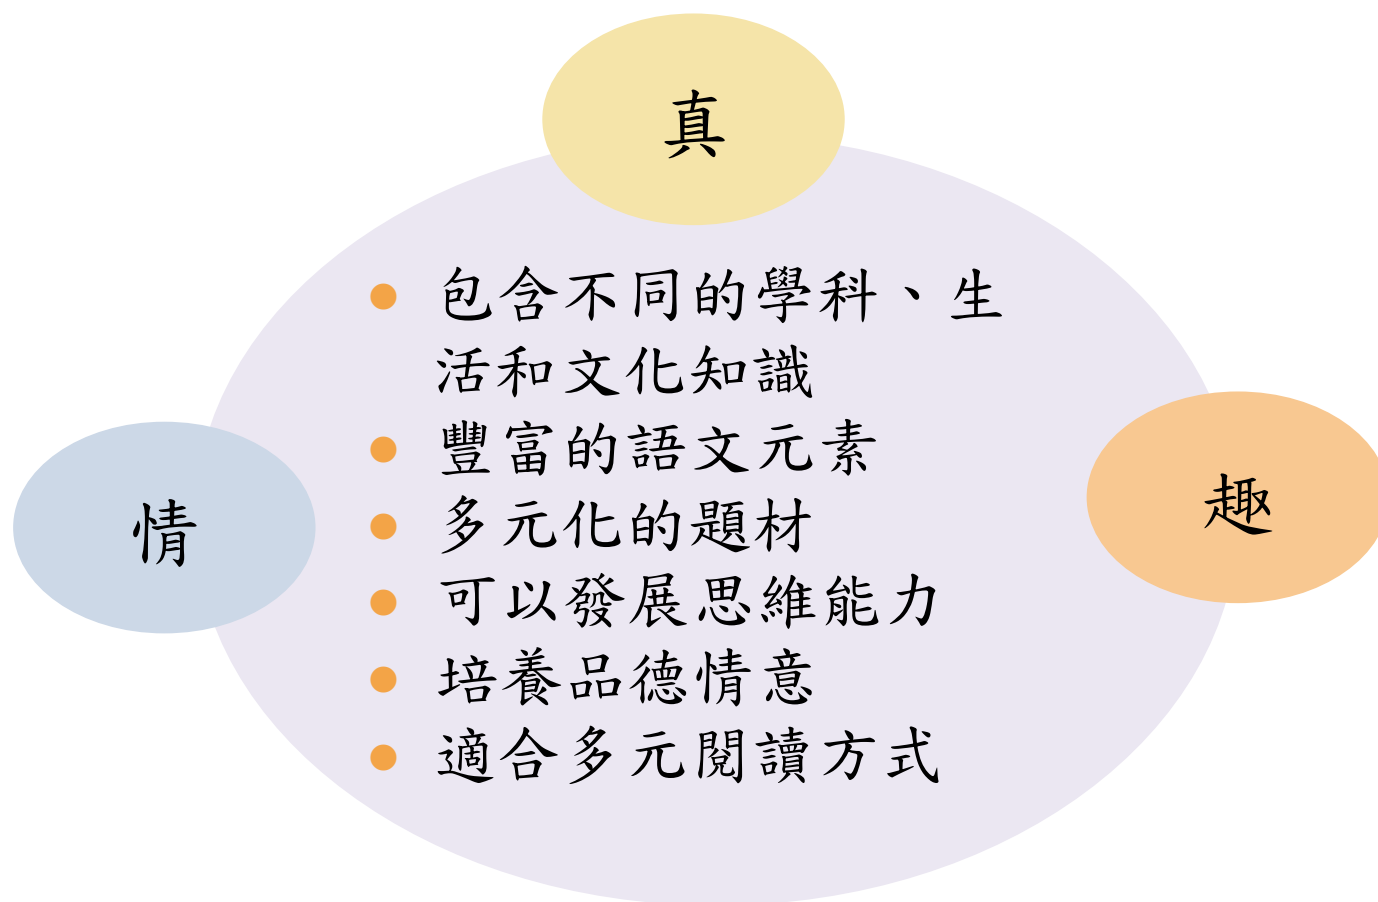 真
● 包含不同的學科、生
活和文化知識
● 豐富的語文元素
● 多元化的題材
● 可以發展思維能力
● 培養品德情意
● 適合多元閱讀方式
情
趣